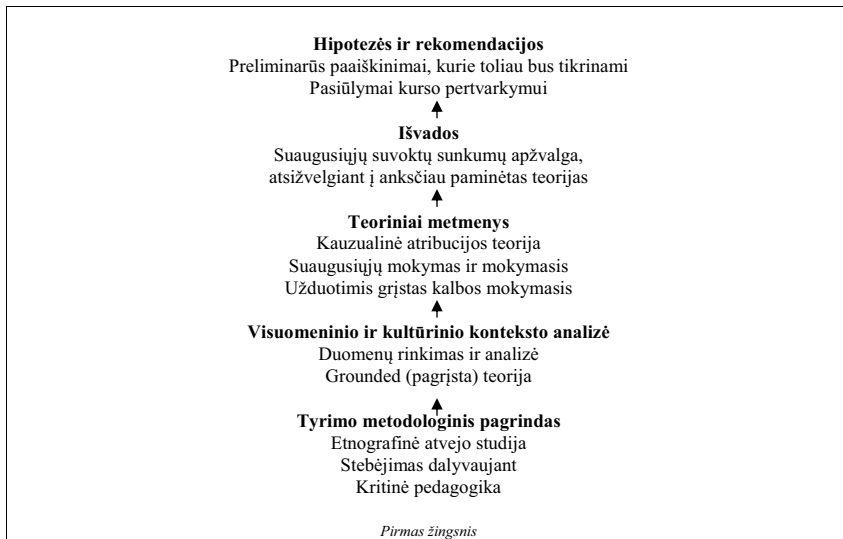 Hipotezės ir rekomendacijos
Preliminarūs paaiškinimai, kurie toliau bus tikrinami
Pasiūlymai kurso pertvarkymui
Išvados
Suaugusiųjų suvoktų sunkumų apžvalga,
atsižvelgiant į anksčiau paminėtas teorijas
Teoriniai metmenys
Kauzualinė atribucijos teorija
Suaugusiųjų mokymas ir mokymasis
Užduotimis grįstas kalbos mokymasis
Visuomeninio ir kultūrinio konteksto analizė
Duomenų rinkimas ir analizė
Grounded (pagrįsta) teorija
Tyrimo metodologinis pagrindas
Etnografinė atvejo studija
Stebėjimas dalyvaujant
Kritinė pedagogika
Pirmas žingsnis